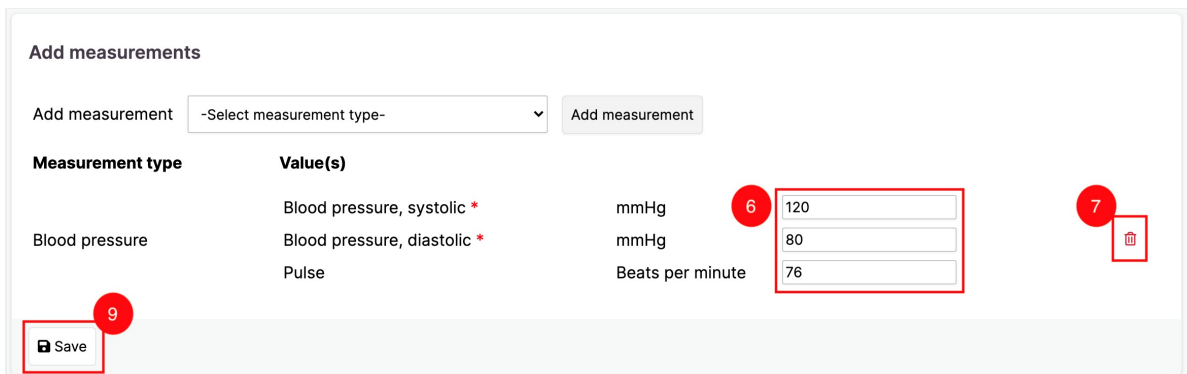 Add measurements
Add measurement -Select measurement type- Add measurement
Measurement type Value(s)
Blood pressure, systolic * mmHg 6 120 7
Blood pressure Blood pressure, diastolic * mmHg 80
Pulse Beats per minute 76
9
Save